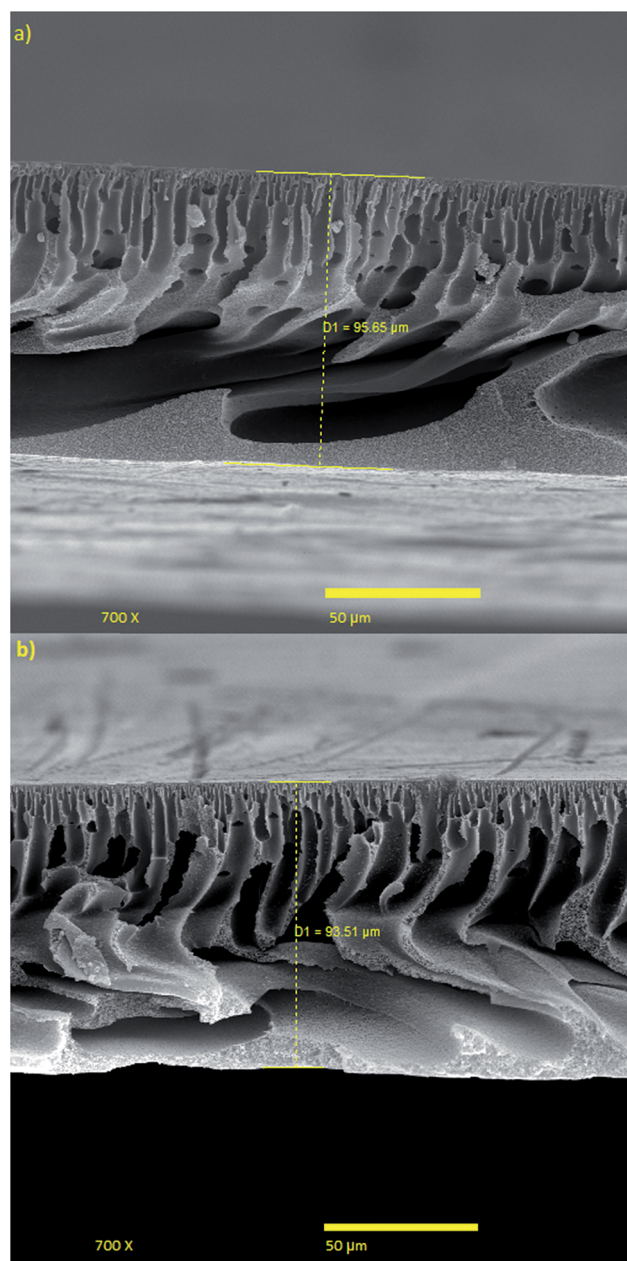 a)
D1 = 95.65 µm
700 X
50 µm
b)
D1 = 93.51 µm
700 X
50 µm